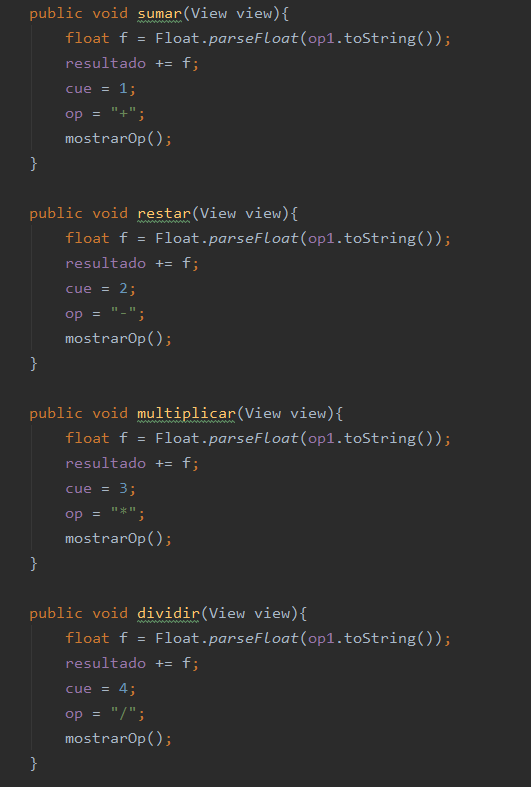 public void sumar(View view){
    float f = Float.parseFloat(op1.toString());
    resultado += f;
    cue = 1;
    op = "+";
    mostrarOp();
}

public void restar(View view){
    float f = Float.parseFloat(op1.toString());
    resultado += f;
    cue = 2;
    op = "-";
    mostrarOp();
}

public void multiplicar(View view){
    float f = Float.parseFloat(op1.toString());
    resultado += f;
    cue = 3;
    op = "*";
    mostrarOp();
}

public void dividir(View view){
    float f = Float.parseFloat(op1.toString());
    resultado += f;
    cue = 4;
    op = "/";
    mostrarOp();
}